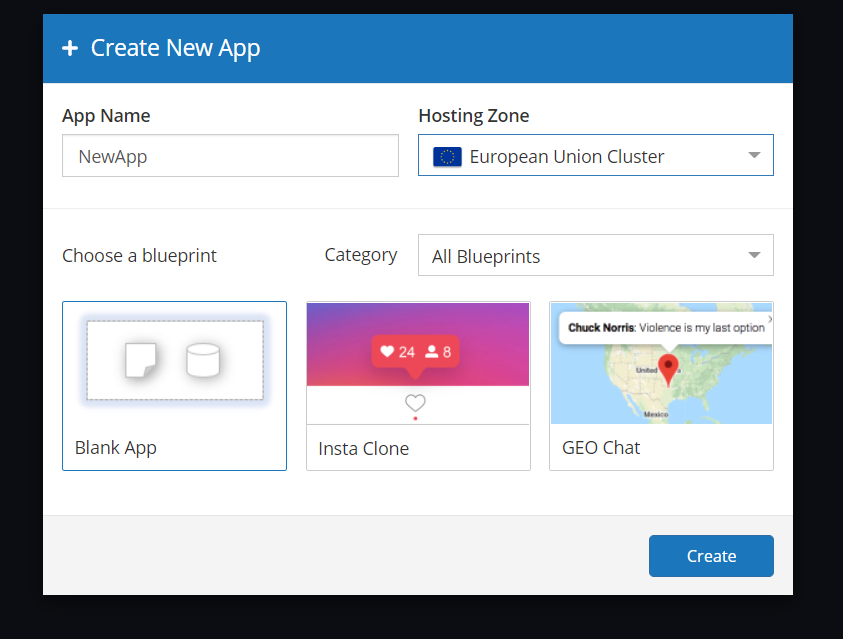 + Create New App
App Name
Hosting Zone
NewApp
European Union Cluster
Choose a blueprint
Category
All Blueprints
24 8
Chuck Norris: Violence is my last option
United
Mexico
Blank App
Insta Clone
GEO Chat
Create